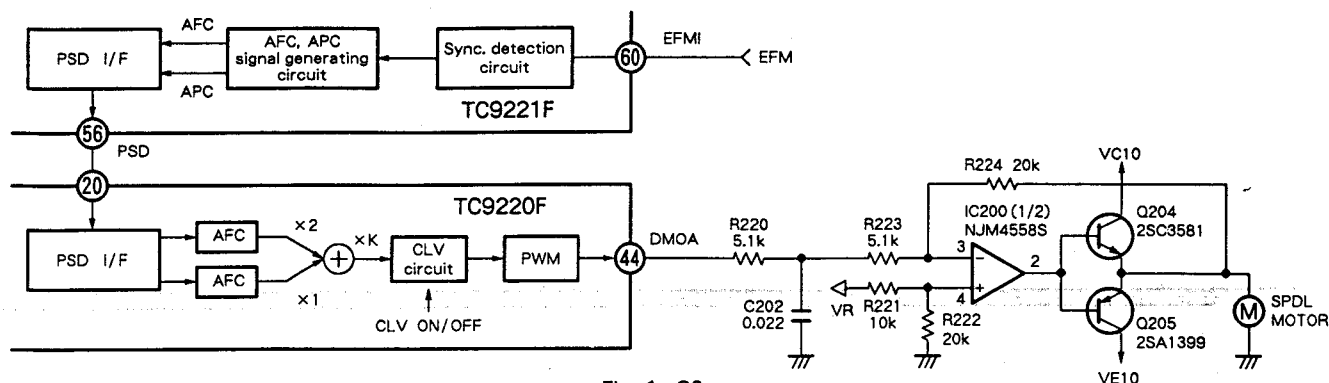 AFC
PSD I/F
AFC, APC
signal generating
circuit
Sync. detection
circuit
60
EFMI
EFM
APC
TC9221F
56
PSD
20
TC9220F
PSD I/F
AFC
×2
AFC
×1
+
×K
CLV
circuit
CLV ON/OFF
PWM
44
DMOA
R220
5.1k
C202
0.022
R223
5.1k
VR
R221
10k
R222
20k
R224 20k
IC200 (1/2)
NJM4558S
3
−
4
+
2
VC10
Q204
2SC3581
Q205
2SA1399
VE10
M
SPDL
MOTOR